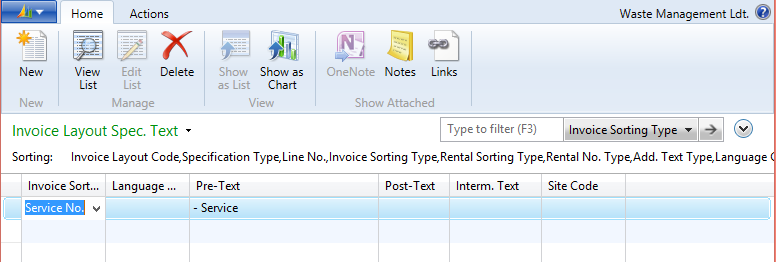 Home Actions Waste Management Ldt.
New View List Edit List Delete Show as List Show as Chart OneNote Notes Links
New Manage View Show Attached
Invoice Layout Spec. Text Type to filter (F3) Invoice Sorting Type
Sorting: Invoice Layout Code,Specification Type,Line No.,Invoice Sorting Type,Rental Sorting Type,Rental No. Type,Add. Text Type,Language C
Invoice Sort... Language ... Pre-Text Post-Text Interm. Text Site Code
Service No. - Service